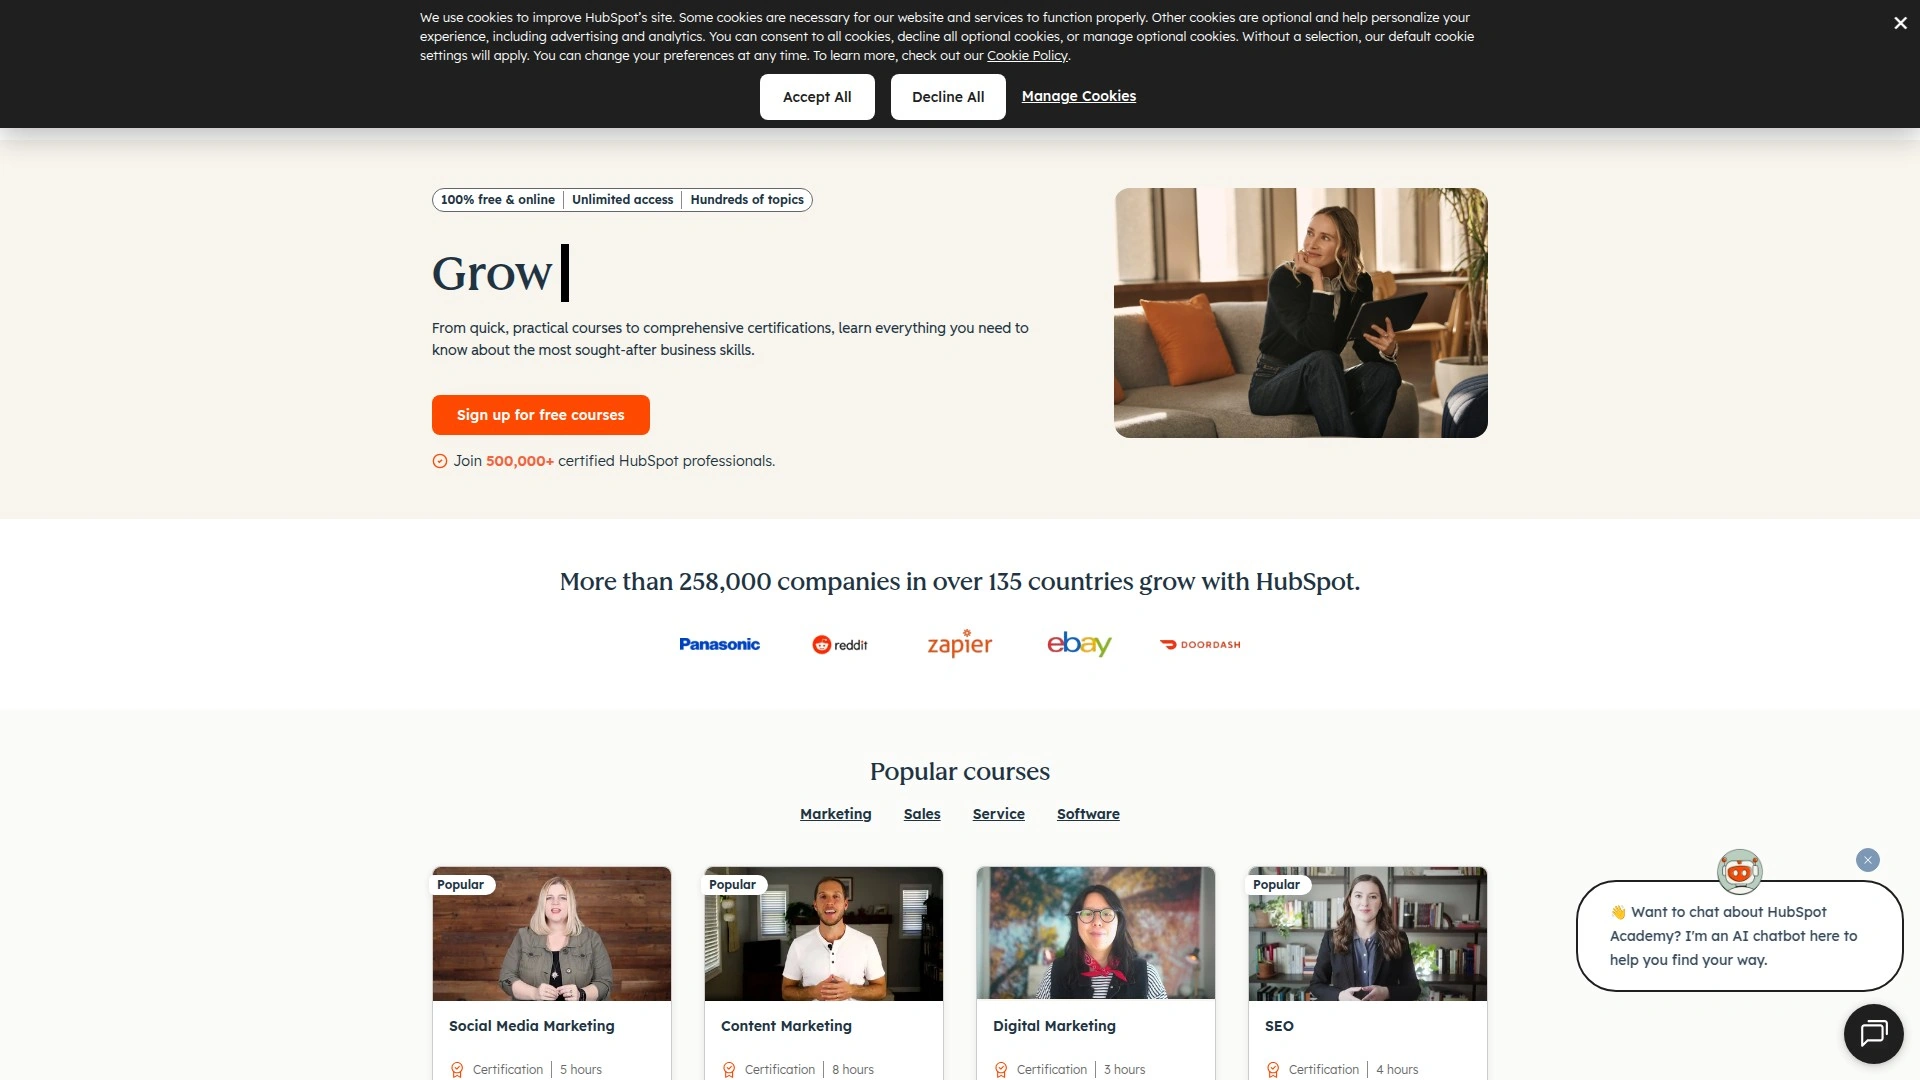 We use cookies to improve HubSpot’s site. Some cookies are necessary for our website and services to function properly. Other cookies are optional and help personalize your
experience, including advertising and analytics. You can consent to all cookies, decline all optional cookies, or manage optional cookies. Without a selection, our default cookie
settings will apply. You can change your preferences at any time. To learn more, check out our Cookie Policy.
Accept All
Decline All
Manage Cookies
100% free & online
Unlimited access
Hundreds of topics
Grow
From quick, practical courses to comprehensive certifications, learn everything you need to
know about the most sought-after business skills.
Sign up for free courses
Join 500,000+ certified HubSpot professionals.
More than 258,000 companies in over 135 countries grow with HubSpot.
Panasonic
reddit
zapier
ebay
DOORDASH
Popular courses
Marketing
Sales
Service
Software
Popular
Social Media Marketing
Certification
5 hours
Popular
Content Marketing
Certification
8 hours
Digital Marketing
Certification
3 hours
Popular
SEO
Certification
4 hours
👋 Want to chat about HubSpot
Academy? I'm an AI chatbot here to
help you find your way.